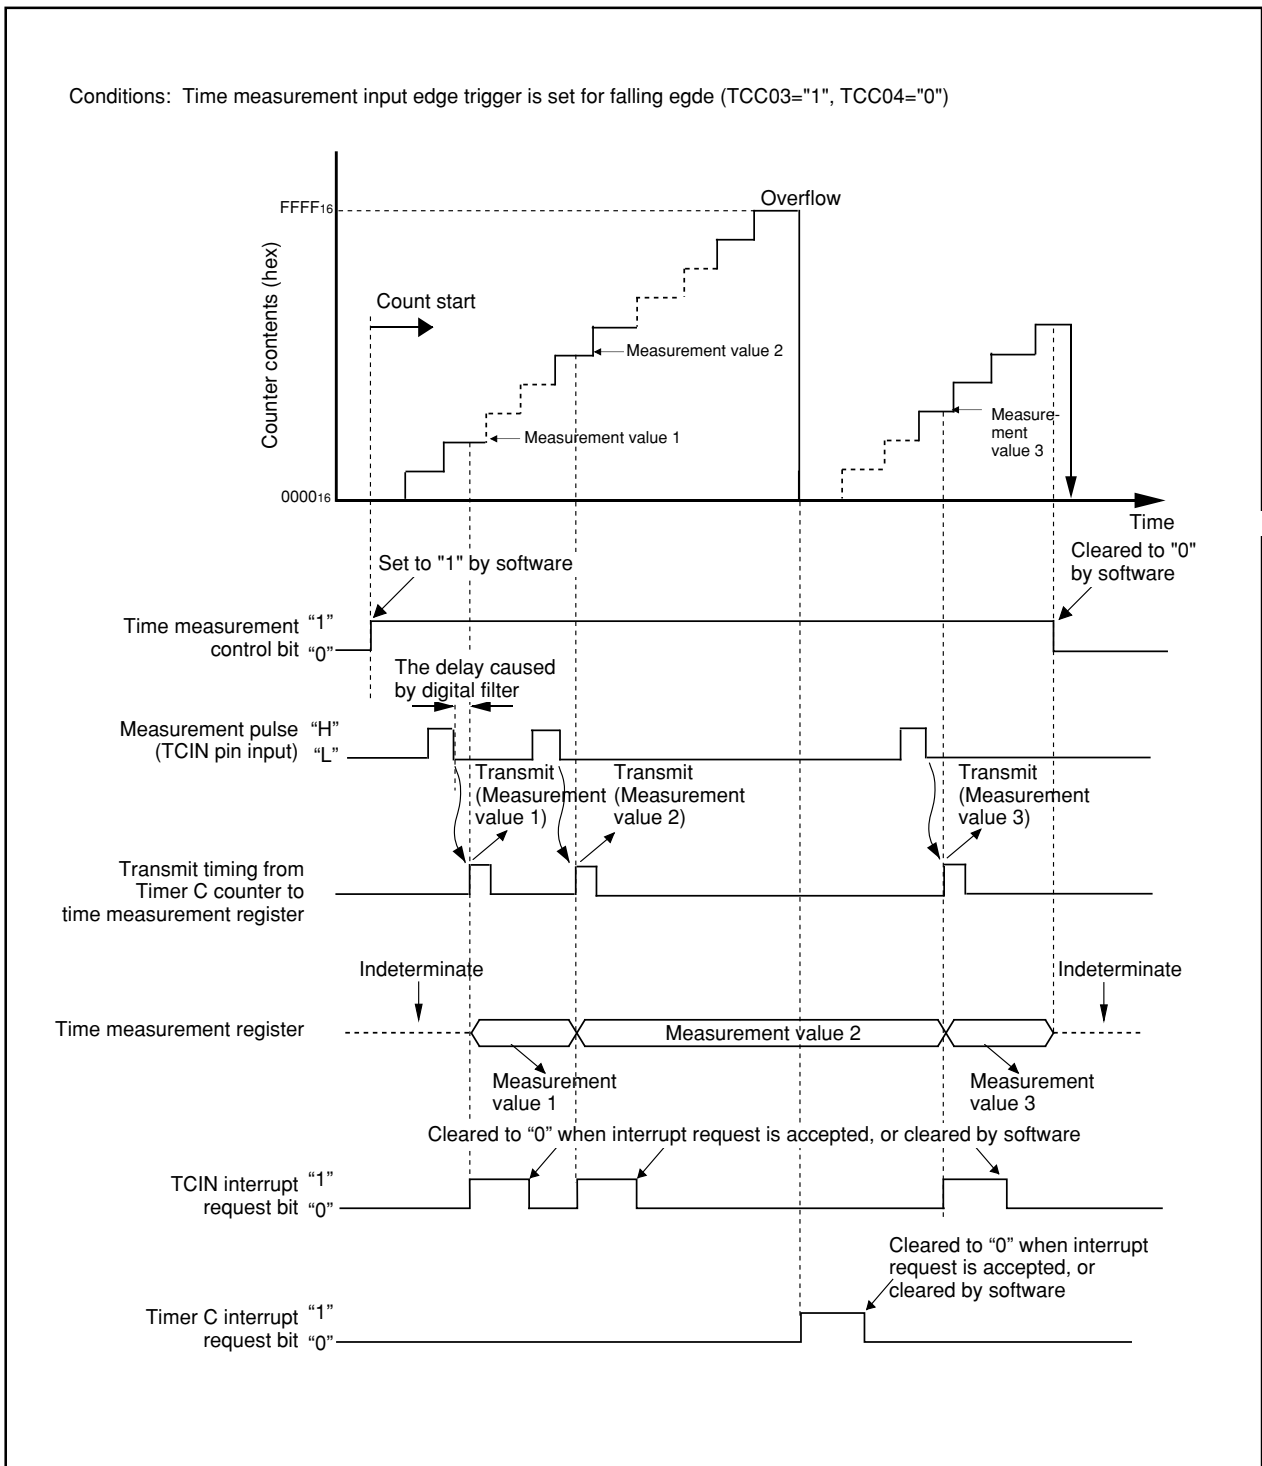 Conditions:  Time measurement input edge trigger is set for falling egde (TCC03="1", TCC04="0")
Overflow
FFFF16
Counter contents (hex)
Count start
Measurement value 2
Measure-
ment
value 3
Measurement value 1
000016
Time
Set to "1" by software
Cleared to "0"
by software
Time measurement
control bit
“1”
“0”
The delay caused
by digital filter
Measurement pulse
(TCIN pin input)
“H”
“L”
Transmit
(Measurement
value 1)
Transmit
(Measurement
value 2)
Transmit
(Measurement
value 3)
Transmit timing from
Timer C counter to
time measurement register
Indeterminate
Indeterminate
Time measurement register
Measurement value 2
Measurement
value 1
Measurement
value 3
Cleared to “0” when interrupt request is accepted, or cleared by software
TCIN interrupt
request bit
“1”
“0”
Cleared to “0” when interrupt
request is accepted, or
cleared by software
Timer C interrupt
request bit
“1”
“0”